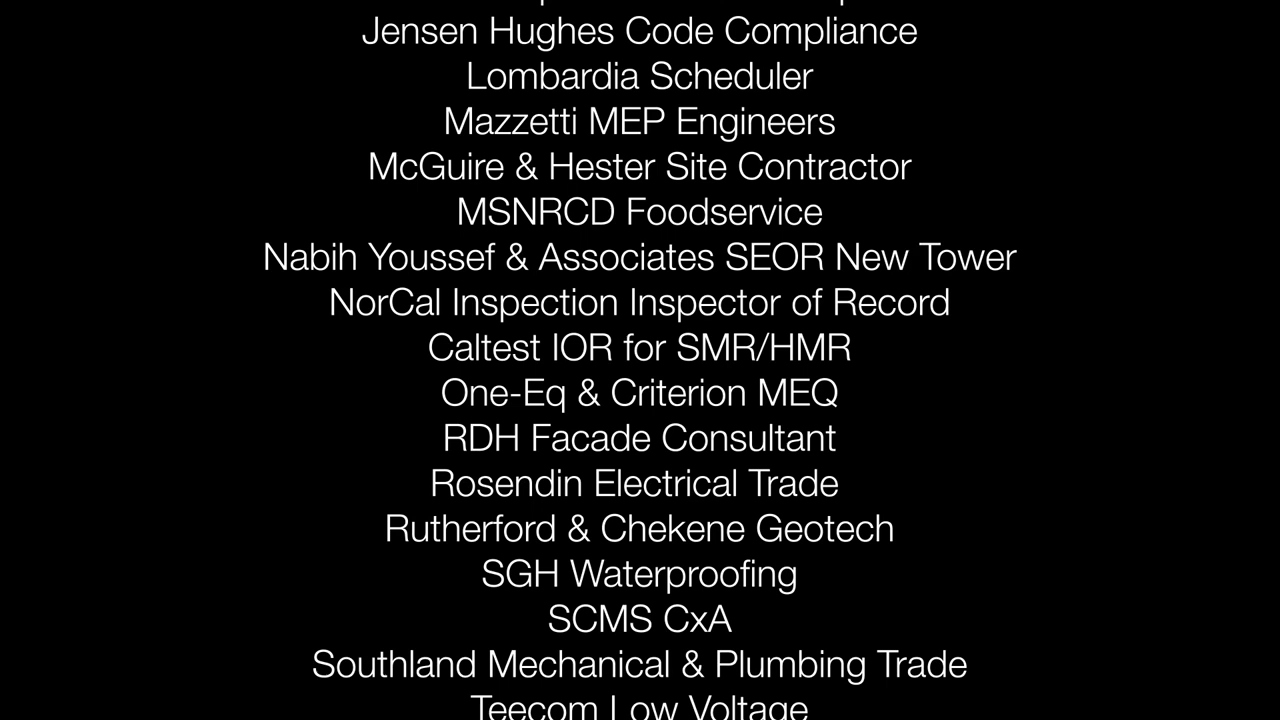 Jensen Hughes Code Compliance
Lombardia Scheduler
Mazzetti MEP Engineers
McGuire & Hester Site Contractor
MSNRCD Foodservice
Nabih Youssef & Associates SEOR New Tower
NorCal Inspection Inspector of Record
Caltest IOR for SMR/HMR
One-Eq & Criterion MEQ
RDH Facade Consultant
Rosendin Electrical Trade
Rutherford & Chekene Geotech
SGH Waterproofing
SCMS CxA
Southland Mechanical & Plumbing Trade
Teecom Low Voltage